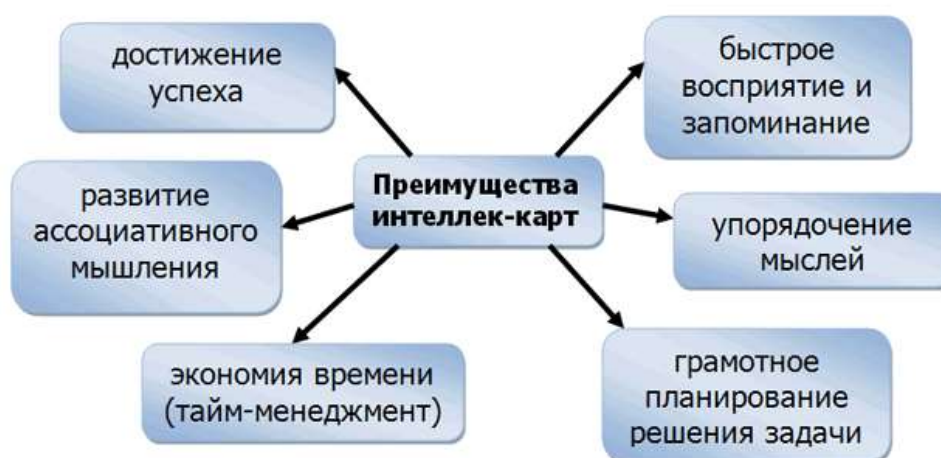 достижение
успеха
быстрое
восприятие и
запоминание
Преимущества
интеллек-карт
развитие
ассоциативного
мышления
упорядочение
мыслей
экономия времени
(тайм-менеджмент)
грамотное
планирование
решения задачи